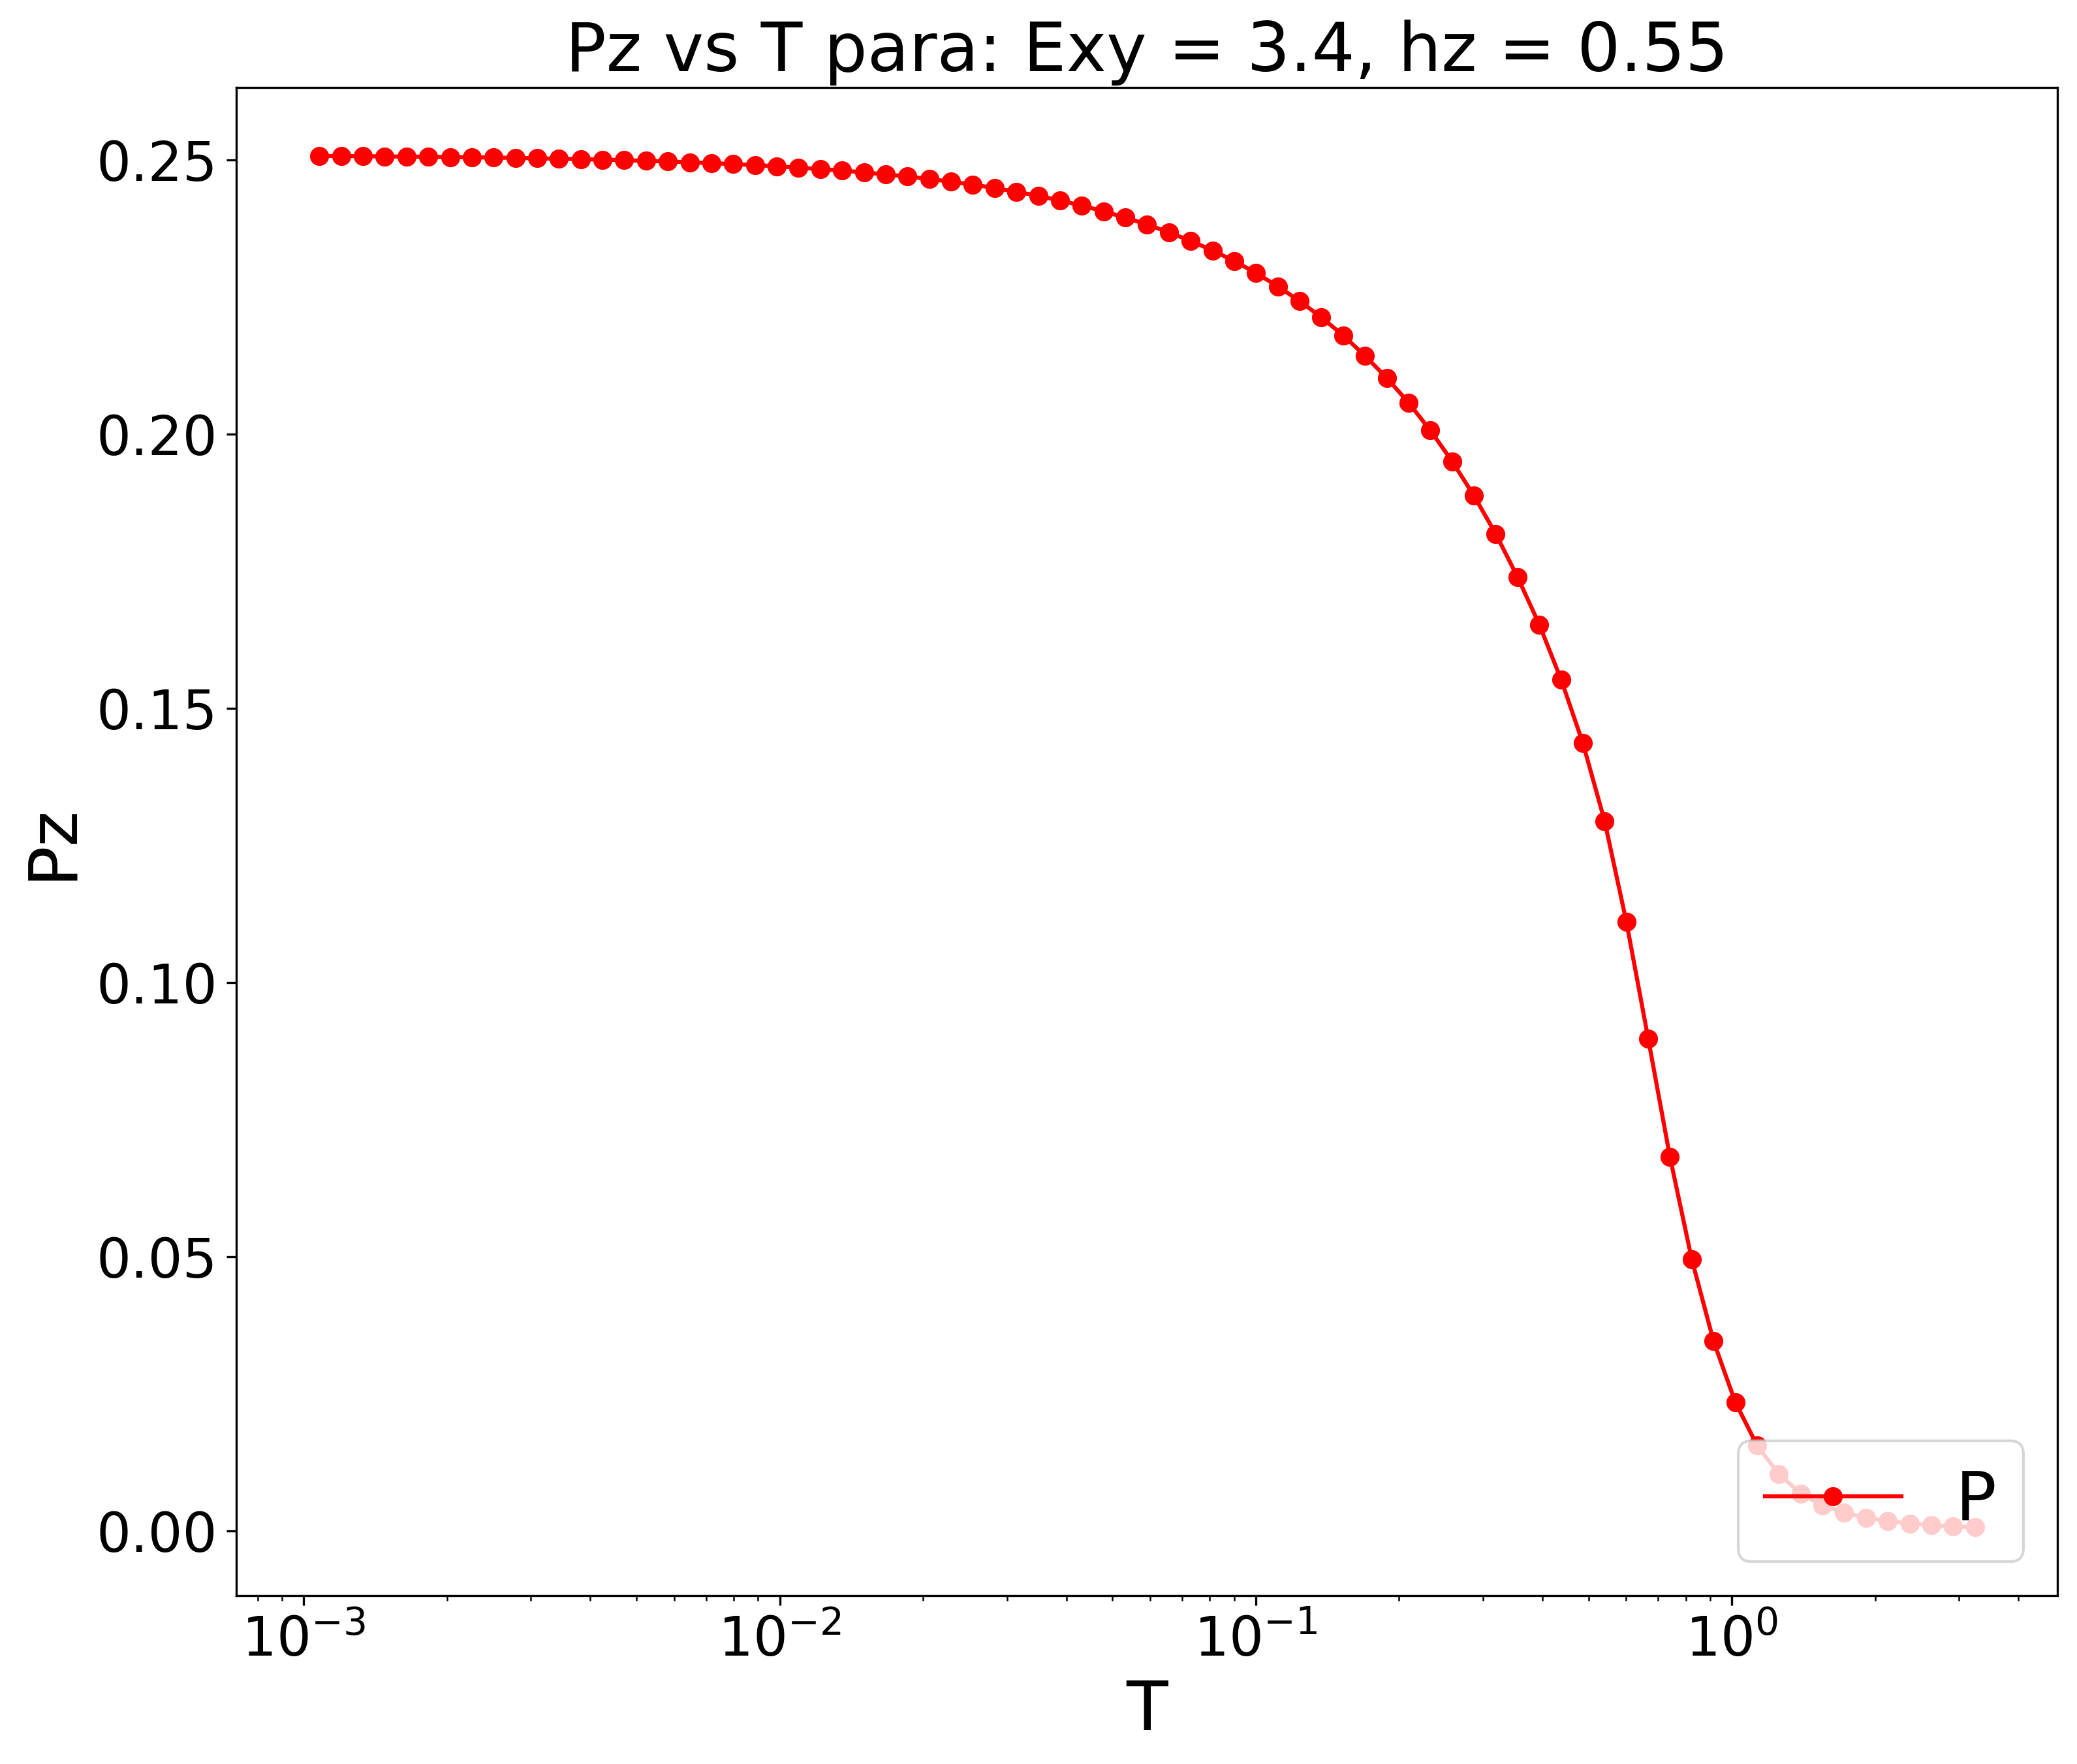 Pz vs T para: Exy = 3.4, hz = 0.55
0.25
0.20
0.15
0.10
0.05
0.00
Pz
P
10⁻³ 10⁻² 10⁻¹ 10⁰
T